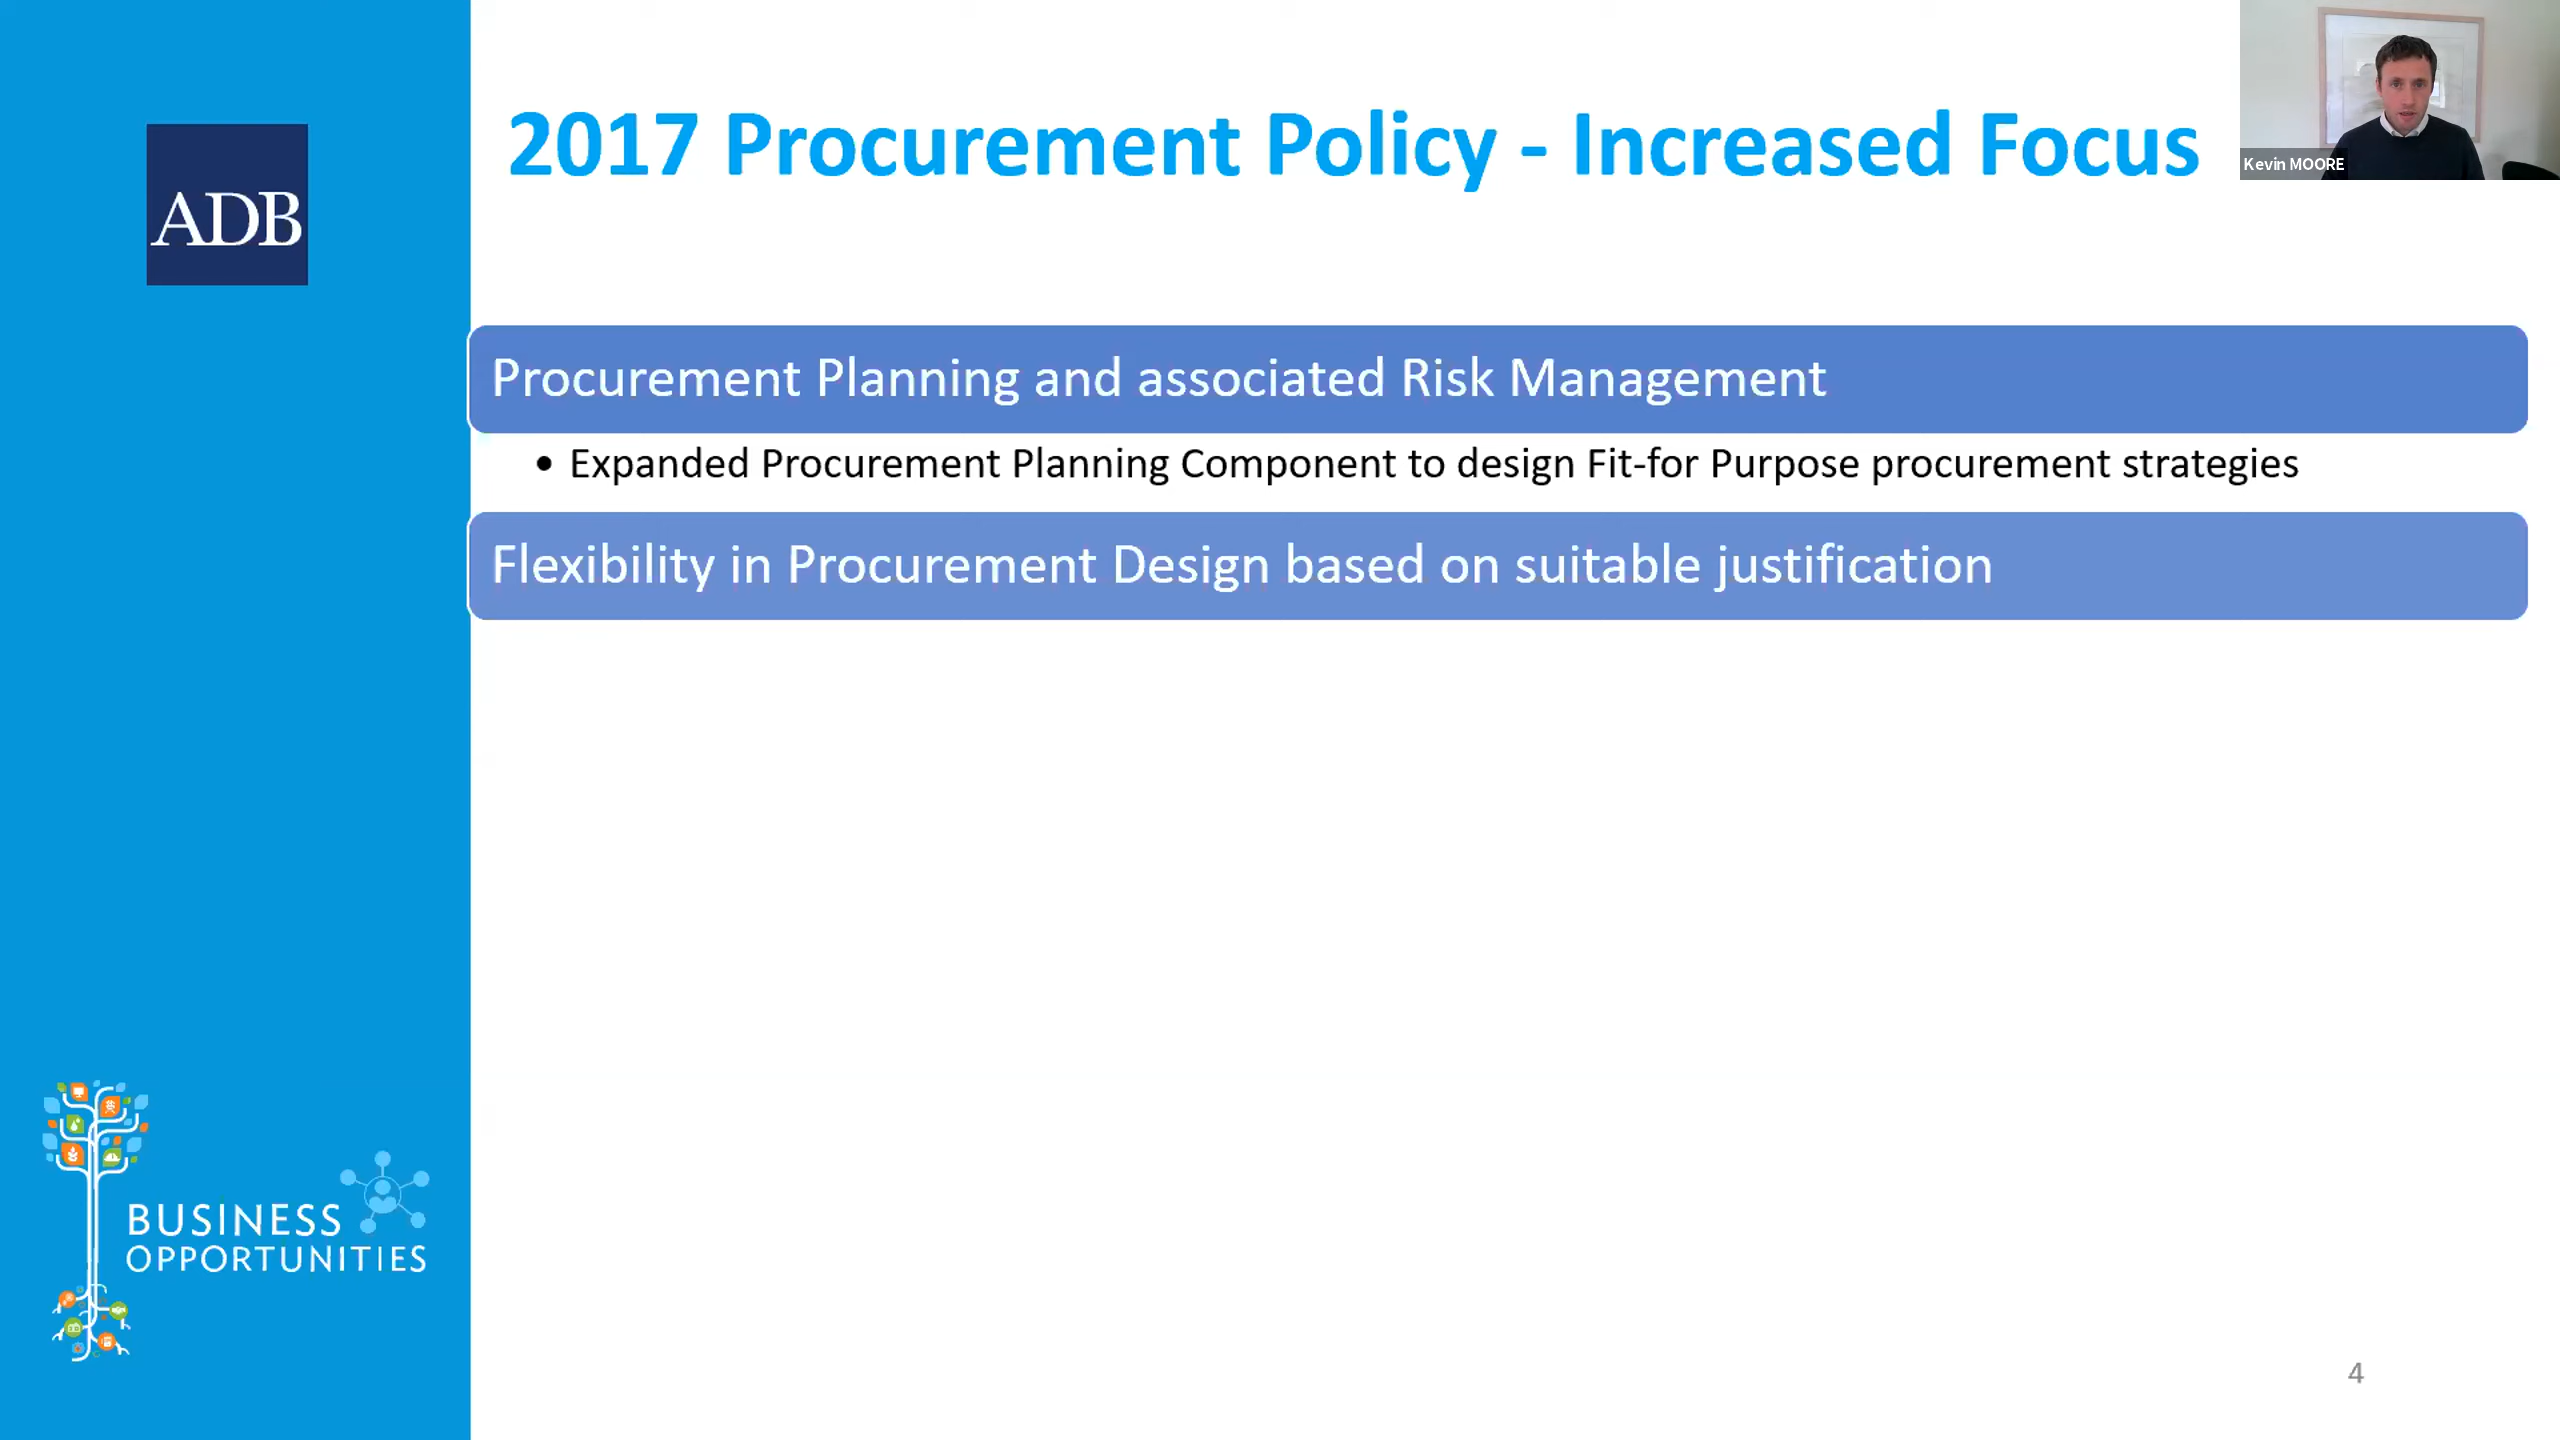 ADB
2017 Procurement Policy - Increased Focus
Kevin MOORE
Procurement Planning and associated Risk Management
• Expanded Procurement Planning Component to design Fit-for Purpose procurement strategies
Flexibility in Procurement Design based on suitable justification
BUSINESS
OPPORTUNITIES
4